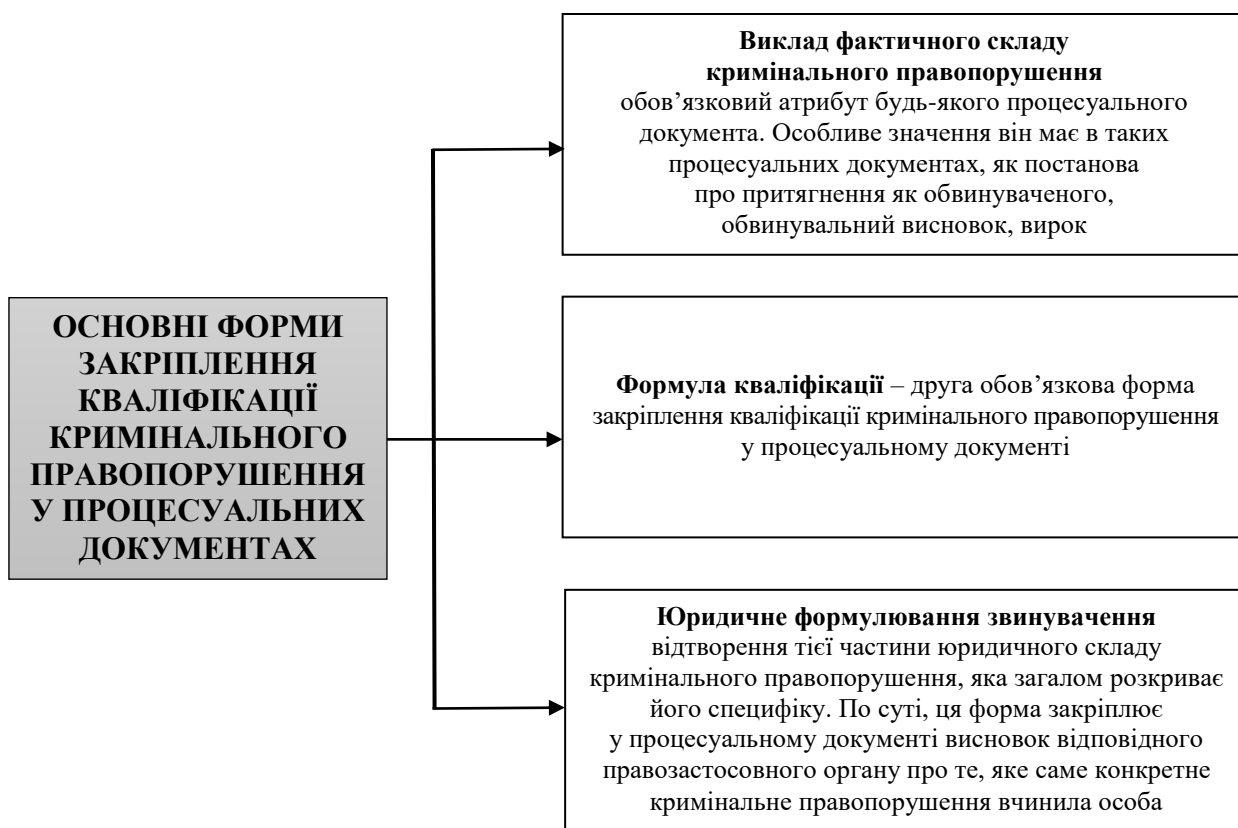 ОСНОВНІ ФОРМИ
ЗАКРІПЛЕННЯ
КВАЛІФІКАЦІЇ
КРИМІНАЛЬНОГО
ПРАВОПОРУШЕННЯ
У ПРОЦЕСУАЛЬНИХ
ДОКУМЕНТАХ
Виклад фактичного складу
кримінального правопорушення
обов’язковий атрибут будь-якого процесуального
документа. Особливе значення він має в таких
процесуальних документах, як постанова
про притягнення як обвинуваченого,
обвинувальний висновок, вирок
Формула кваліфікації – друга обов’язкова форма
закріплення кваліфікації кримінального правопорушення
у процесуальному документі
Юридичне формулювання звинувачення
відтворення тієї частини юридичного складу
кримінального правопорушення, яка загалом розкриває
його специфіку. По суті, ця форма закріплює
у процесуальному документі висновок відповідного
правозастосовного органу про те, яке саме конкретне
кримінальне правопорушення вчинила особа